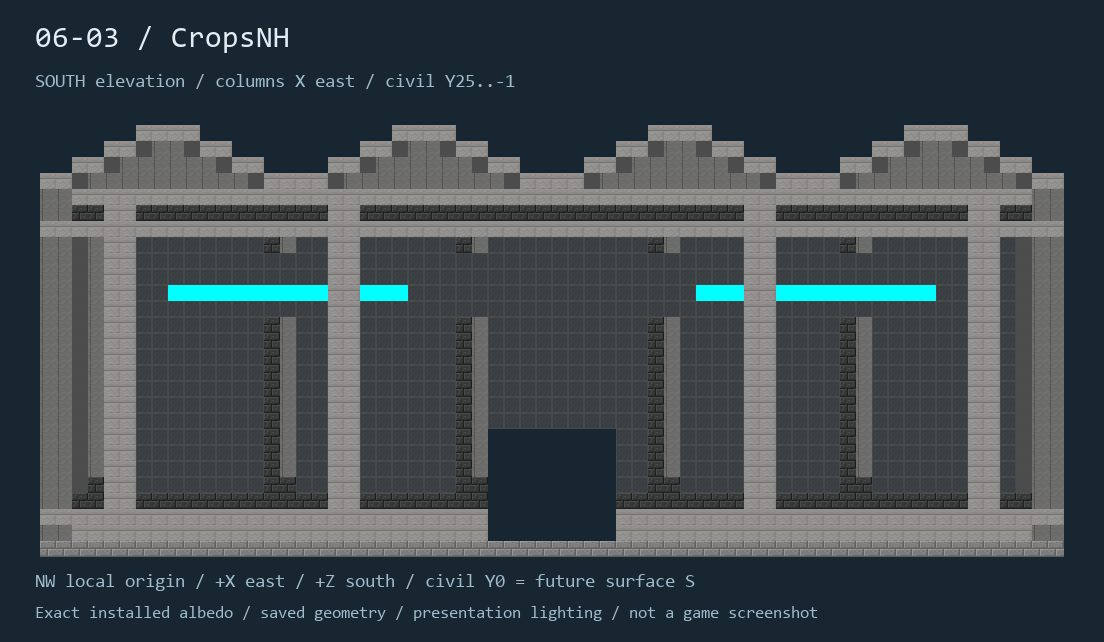 06-03 / CropsNH
SOUTH elevation / columns X east / civil Y25..-1
NW local origin / +X east / +Z south / civil Y0 = future surface S
Exact installed albedo / saved geometry / presentation lighting / not a game screenshot